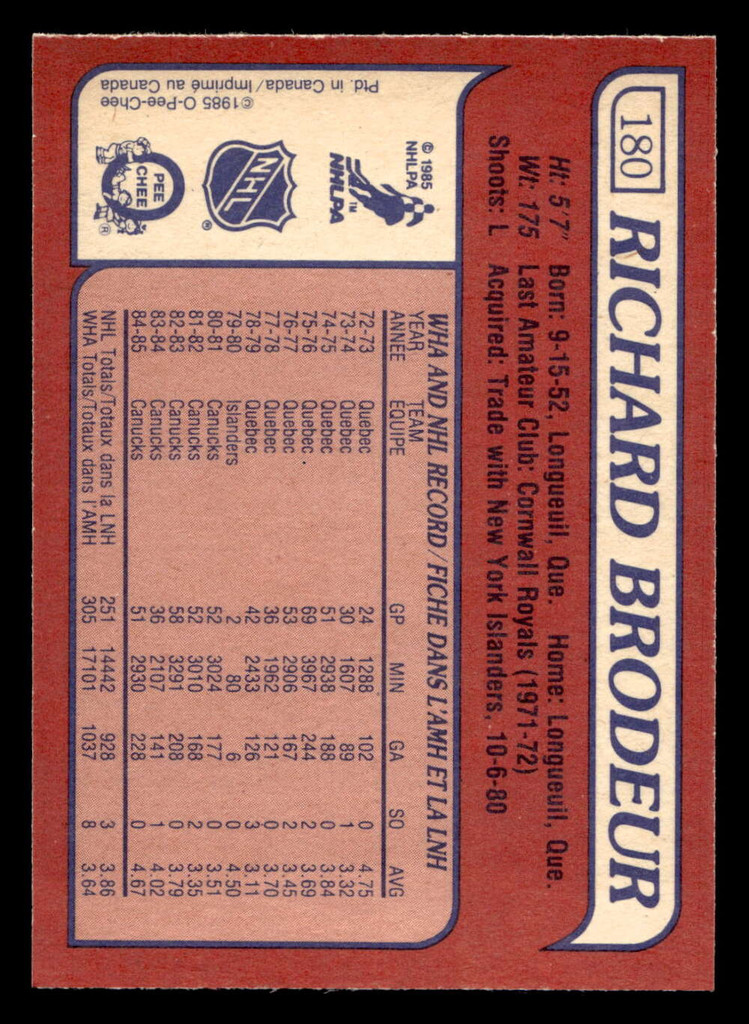 180 RICHARD BRODEUR
Ht: 5'7" Born: 9-15-52, Longueuil, Que. Home: Longueuil, Que.
Wt: 175 Last Amateur Club: Cornwall Royals (1971-72)
Shoots: L Acquired: Trade with New York Islanders, 10-6-80
© 1985
NHLPA
NHLPA™
NHL
®
PEE
CHEE
®
©1985 O-Pee-Chee
Ptd. in Canada/Imprimé au Canada
WHA AND NHL RECORD/FICHE DANS L'AMH ET LA LNH
YEAR TEAM
ANNEE EQUIPE GP MIN GA SO AVG
72-73 Quebec 24 1288 102 0 4.75
73-74 Quebec 30 1607 89 1 3.32
74-75 Quebec 51 2938 188 0 3.84
75-76 Quebec 69 3967 244 2 3.69
76-77 Quebec 53 2906 167 2 3.45
77-78 Quebec 36 1962 121 0 3.70
78-79 Quebec 42 2433 126 3 3.11
79-80 Islanders 2 80 6 0 4.50
80-81 Canucks 52 3024 177 0 3.51
81-82 Canucks 52 3010 168 2 3.35
82-83 Canucks 58 3291 208 0 3.79
83-84 Canucks 36 2107 141 1 4.02
84-85 Canucks 51 2930 228 0 4.67
NHL Totals/Totaux dans la LNH 251 14442 928 3 3.86
WHA Totals/Totaux dans l'AMH 305 17101 1037 8 3.64